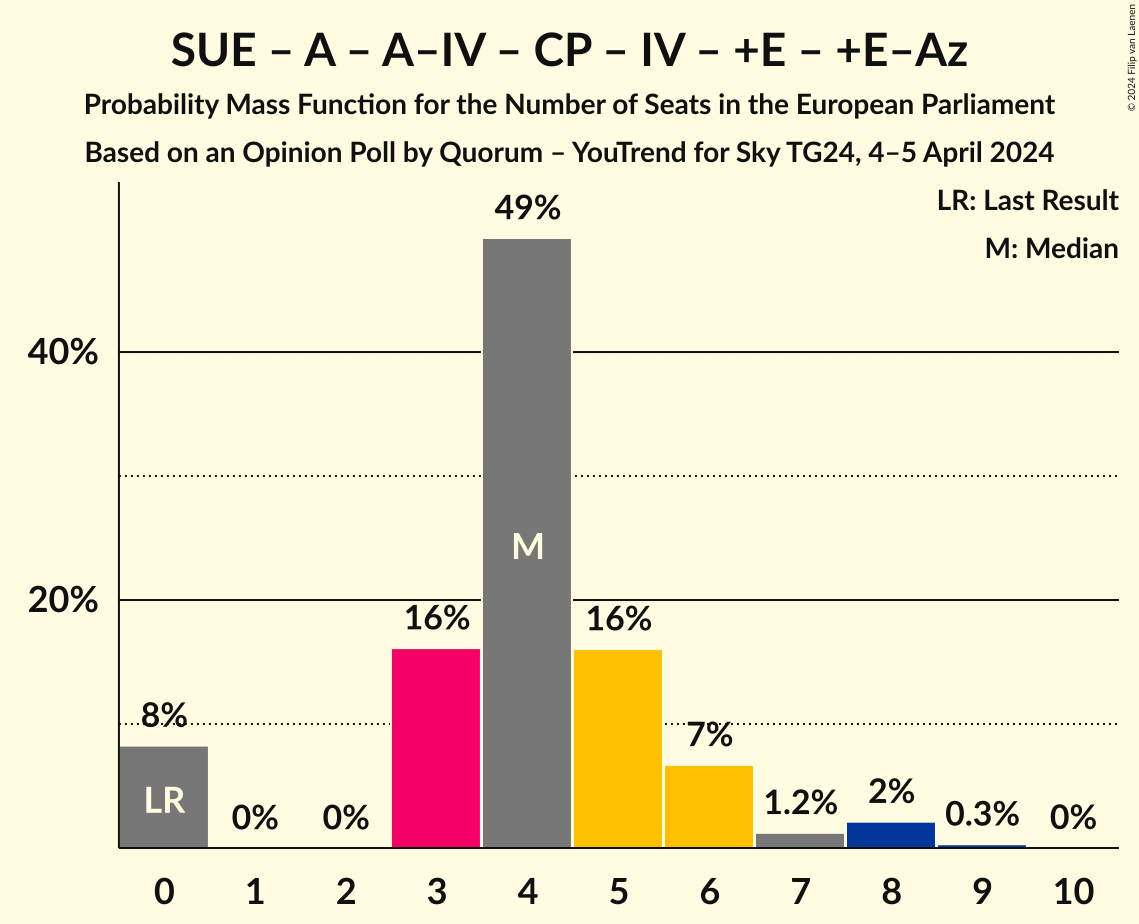 SUE – A – A–IV – CP – IV – +E – +E–Az
Probability Mass Function for the Number of Seats in the European Parliament
Based on an Opinion Poll by Quorum – YouTrend for Sky TG24, 4–5 April 2024
© 2024 Filip van Laenen
LR: Last Result
M: Median
49%
40%
M
20%
16%
16%
8%
7%
LR
0%
0%
1.2%
2%
0.3%
0%
0 1 2 3 4 5 6 7 8 9 10